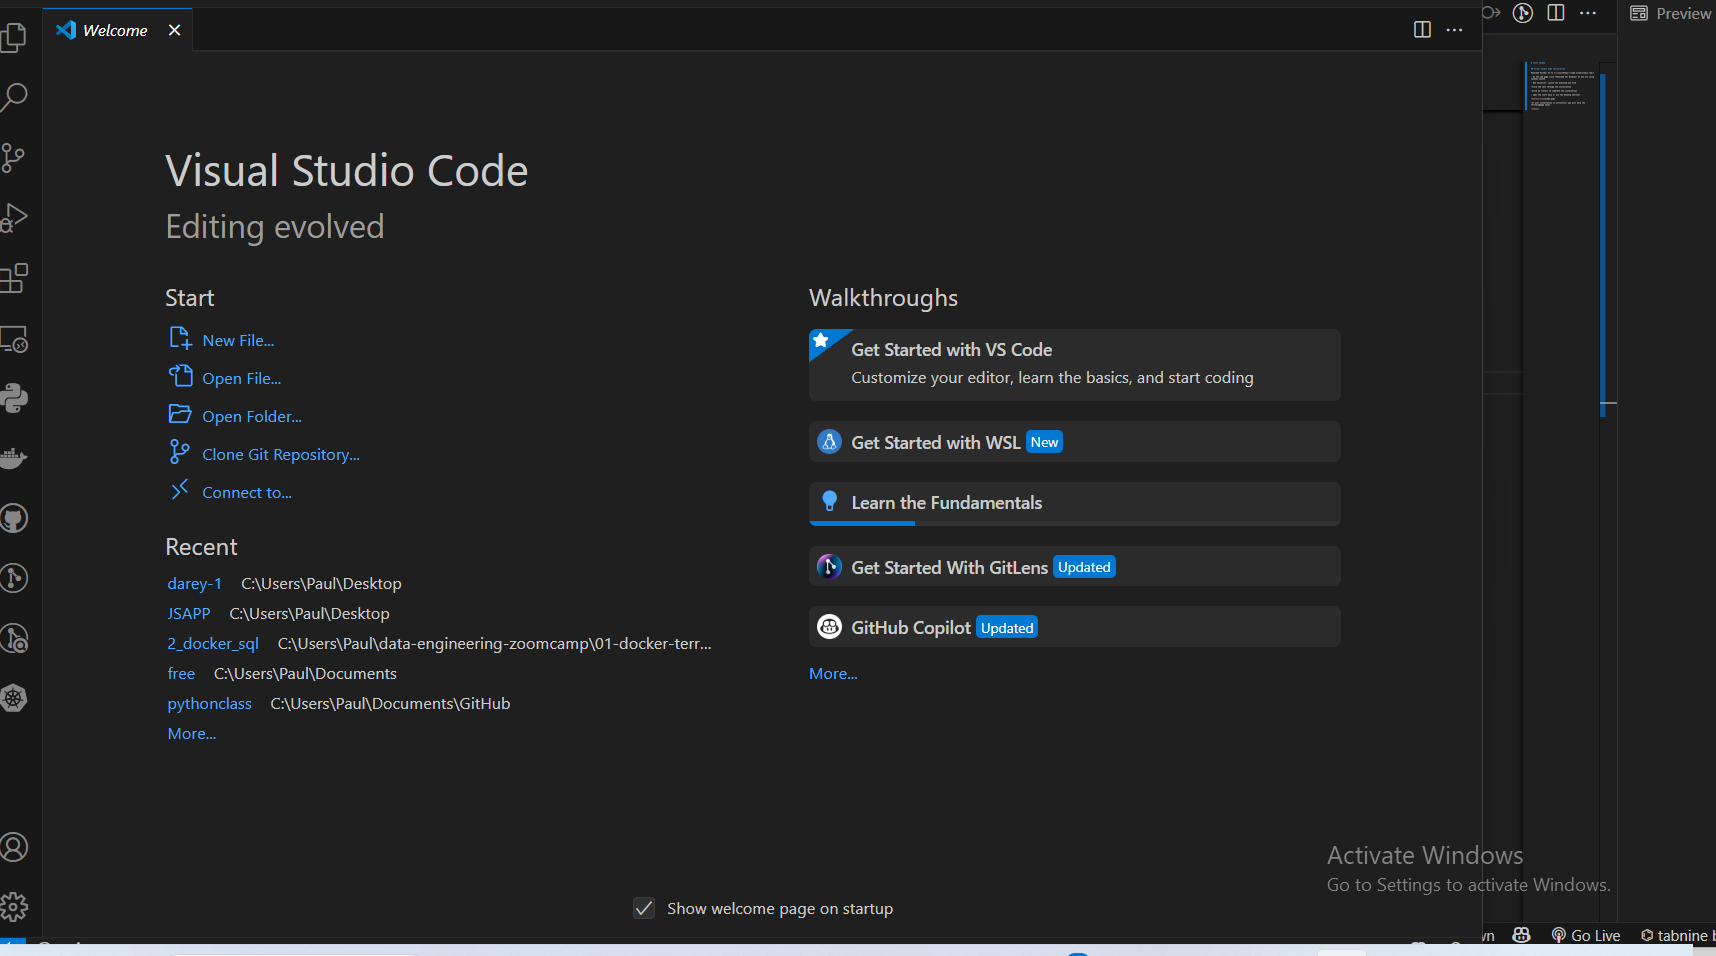 Welcome
Preview
Visual Studio Code
Editing evolved
Start
New File...
Open File...
Open Folder...
Clone Git Repository...
Connect to...
Recent
darey-1 C:\Users\Paul\Desktop
JSAPP C:\Users\Paul\Desktop
2_docker_sql C:\Users\Paul\data-engineering-zoomcamp\01-docker-terr...
free C:\Users\Paul\Documents
pythonclass C:\Users\Paul\Documents\GitHub
More...
Walkthroughs
Get Started with VS Code
Customize your editor, learn the basics, and start coding
Get Started with WSL New
Learn the Fundamentals
Get Started With GitLens Updated
GitHub Copilot Updated
More...
Activate Windows
Go to Settings to activate Windows.
Show welcome page on startup
Go Live
tabnine